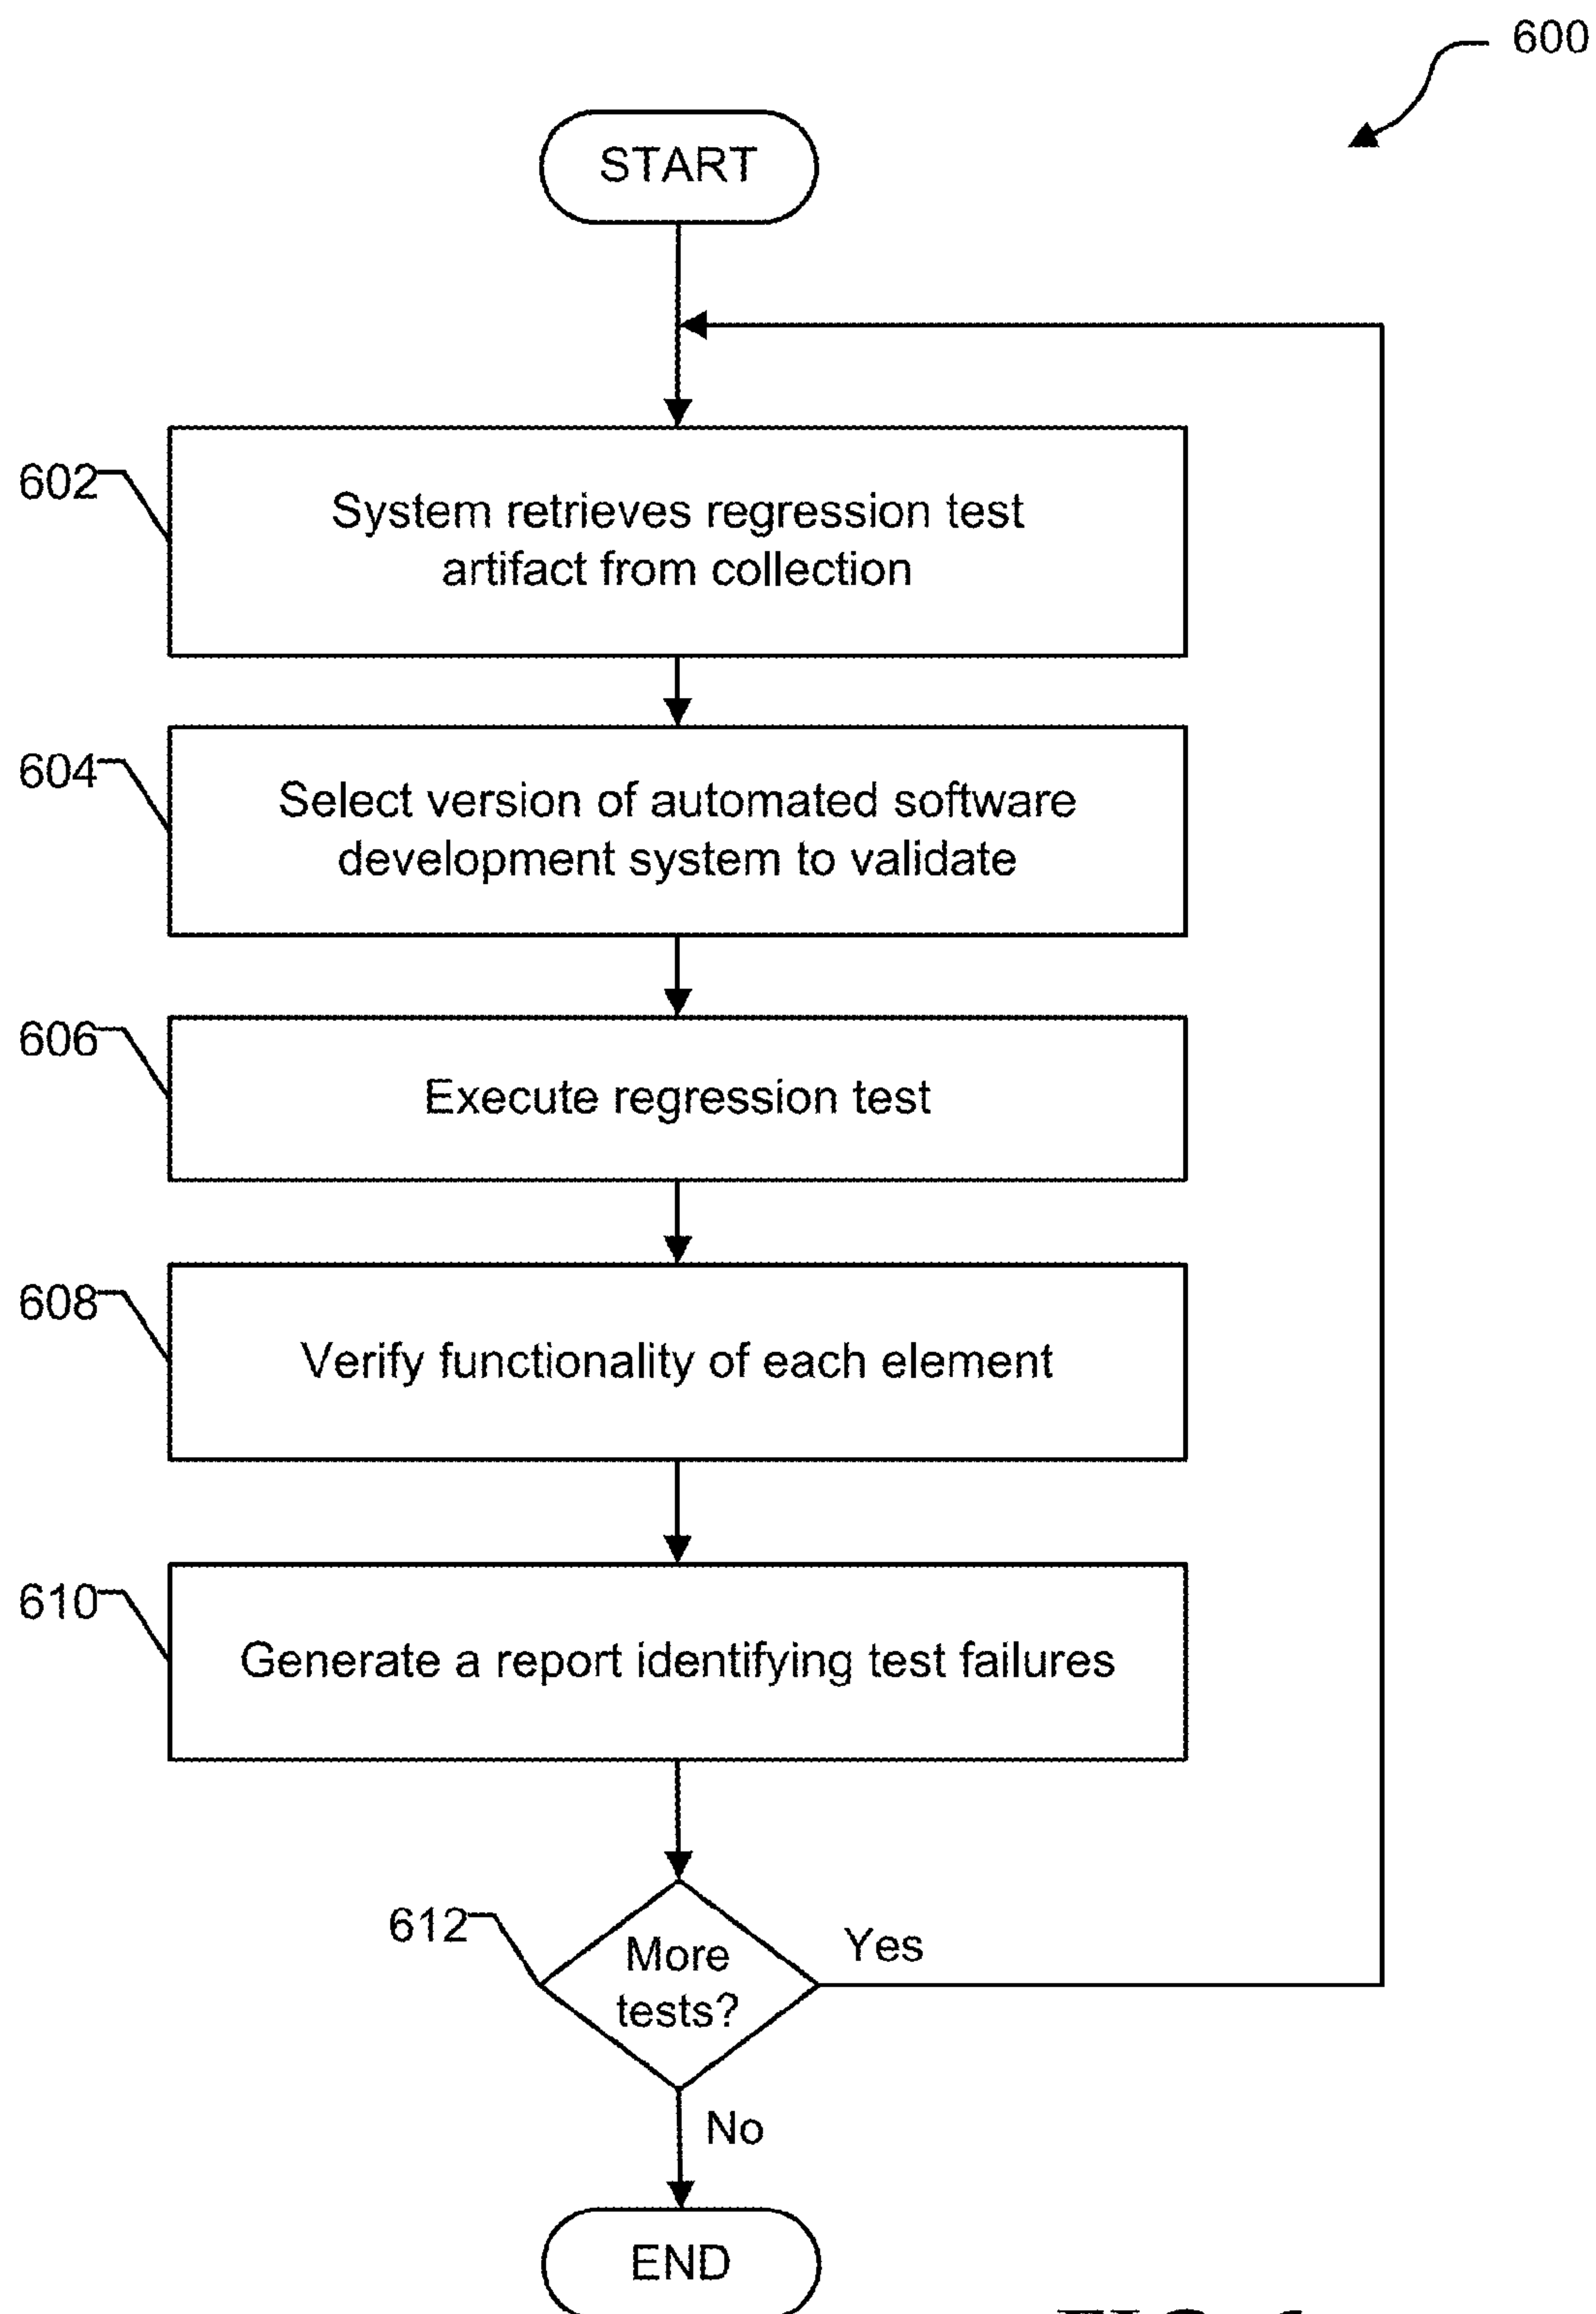 600
START
602
System retrieves regression test
artifact from collection
604
Select version of automated software
development system to validate
606
Execute regression test
608
Verify functionality of each element
610
Generate a report identifying test failures
612
More
tests?
Yes
No
END